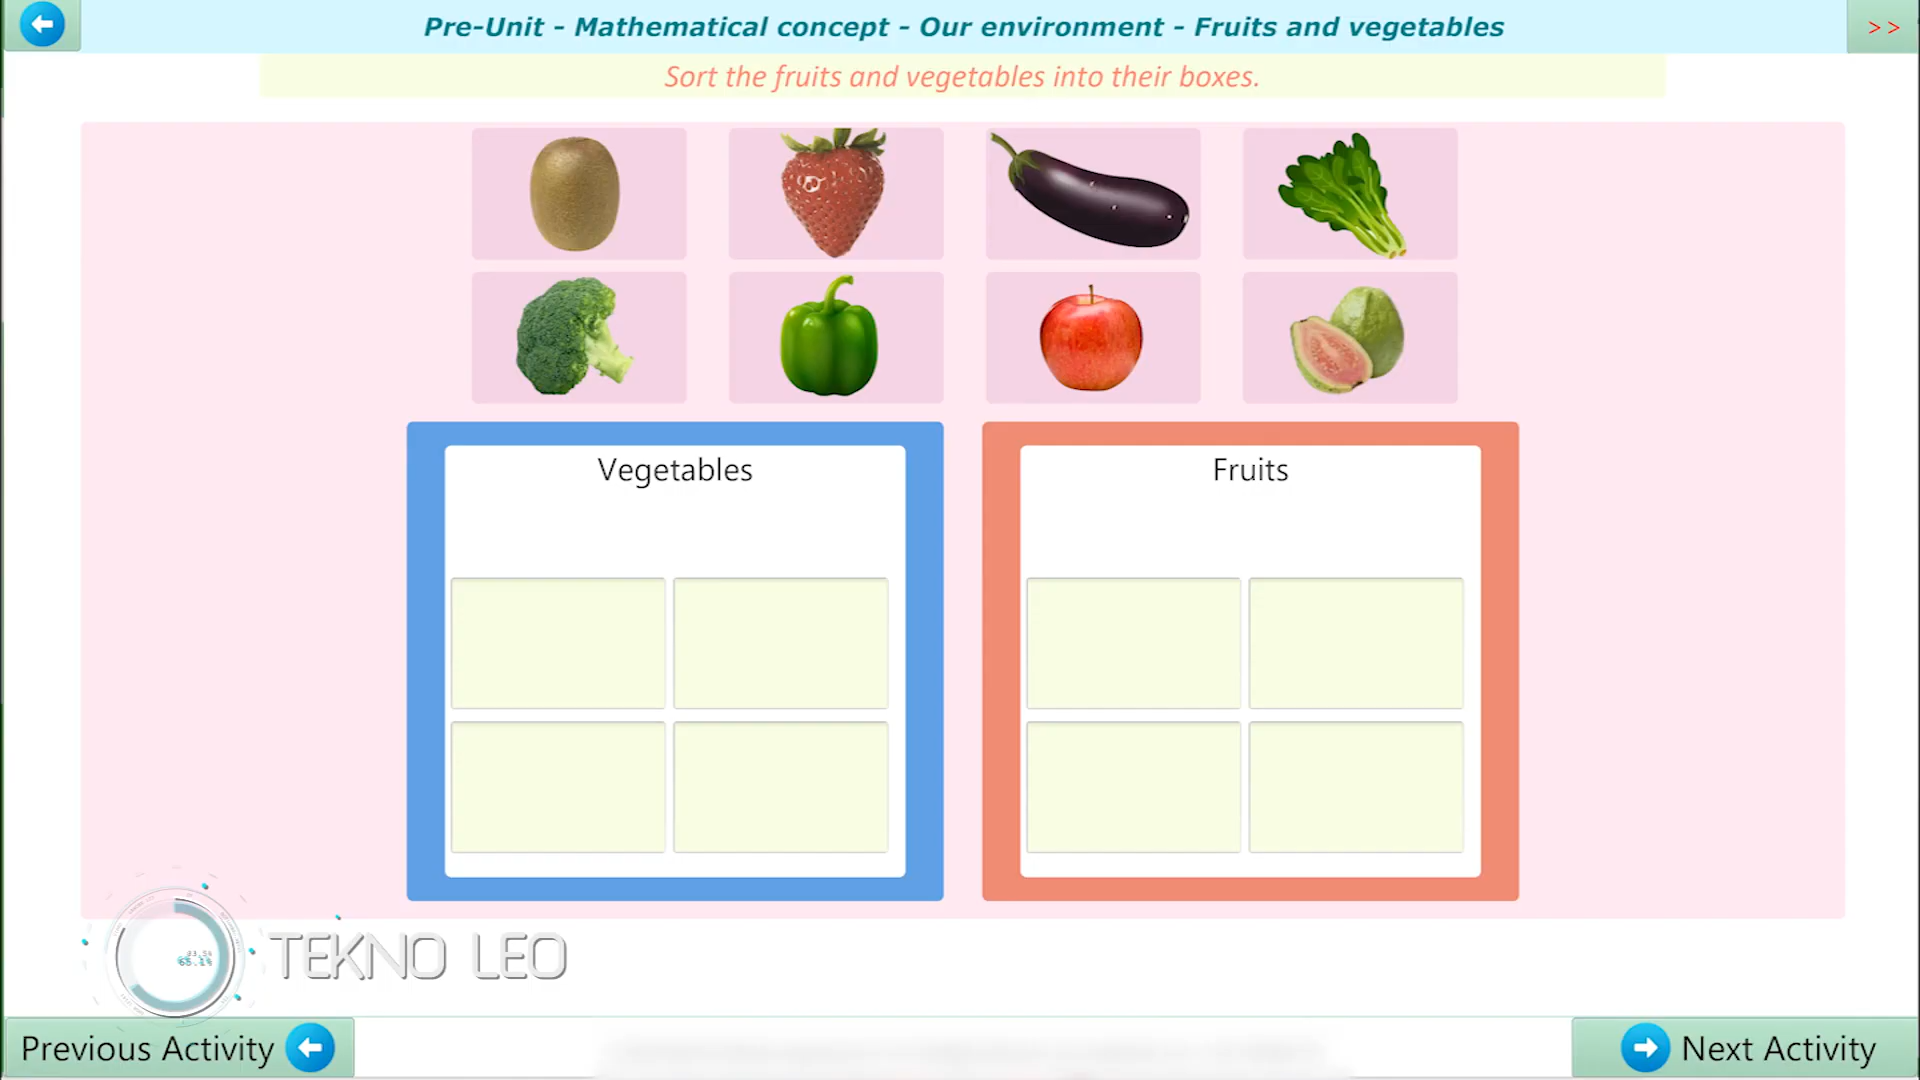 Pre-Unit - Mathematical concept - Our environment - Fruits and vegetables
>>
Sort the fruits and vegetables into their boxes.
Vegetables
Fruits
TEKNO LEO
Previous Activity
Next Activity